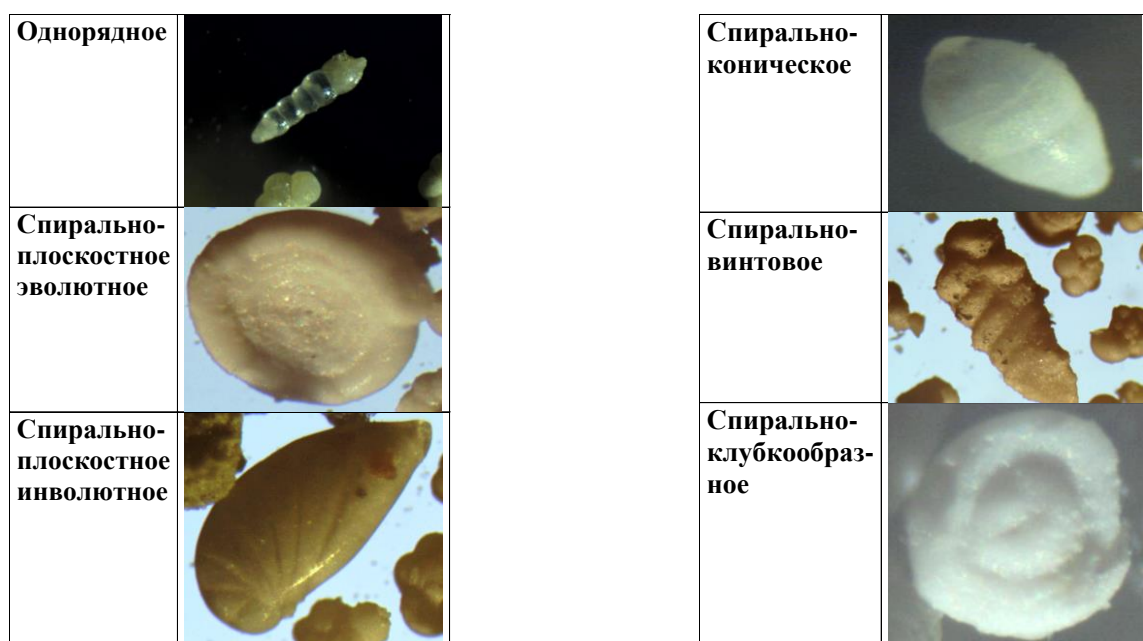 Однорядное
Спирально-
плоскостное
эволютное
Спирально-
плоскостное
инволютное
Спирально-
коническое
Спирально-
винтовое
Спирально-
клубкообраз-
ное